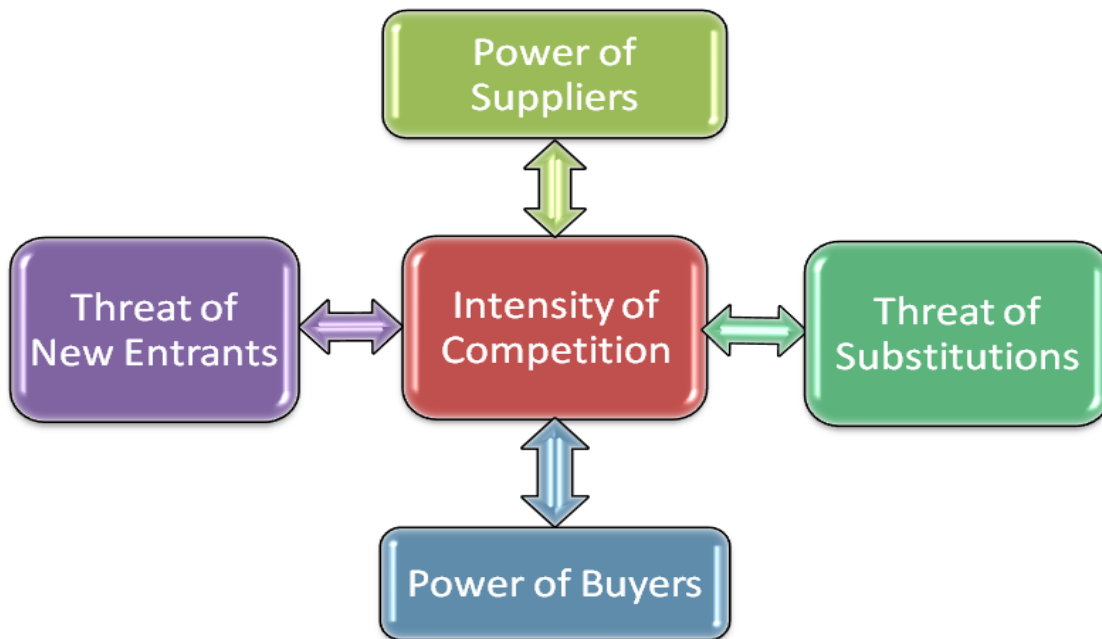 Power of
Suppliers
Threat of
New Entrants
Intensity of
Competition
Threat of
Substitutions
Power of Buyers